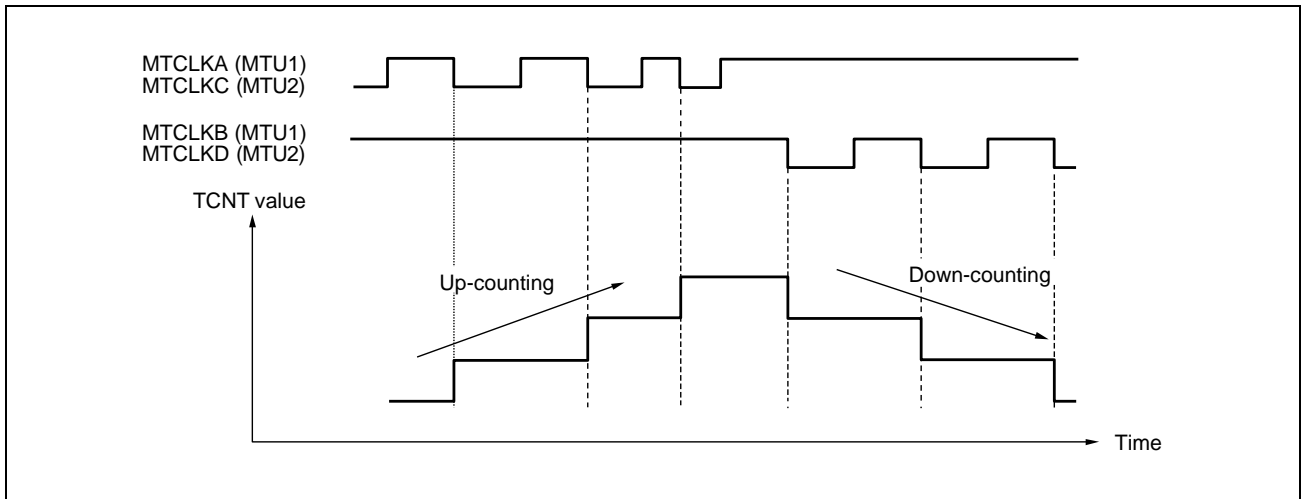 MTCLKA (MTU1)
MTCLKC (MTU2)
MTCLKB (MTU1)
MTCLKD (MTU2)
TCNT value
Up-counting
Down-counting
Time